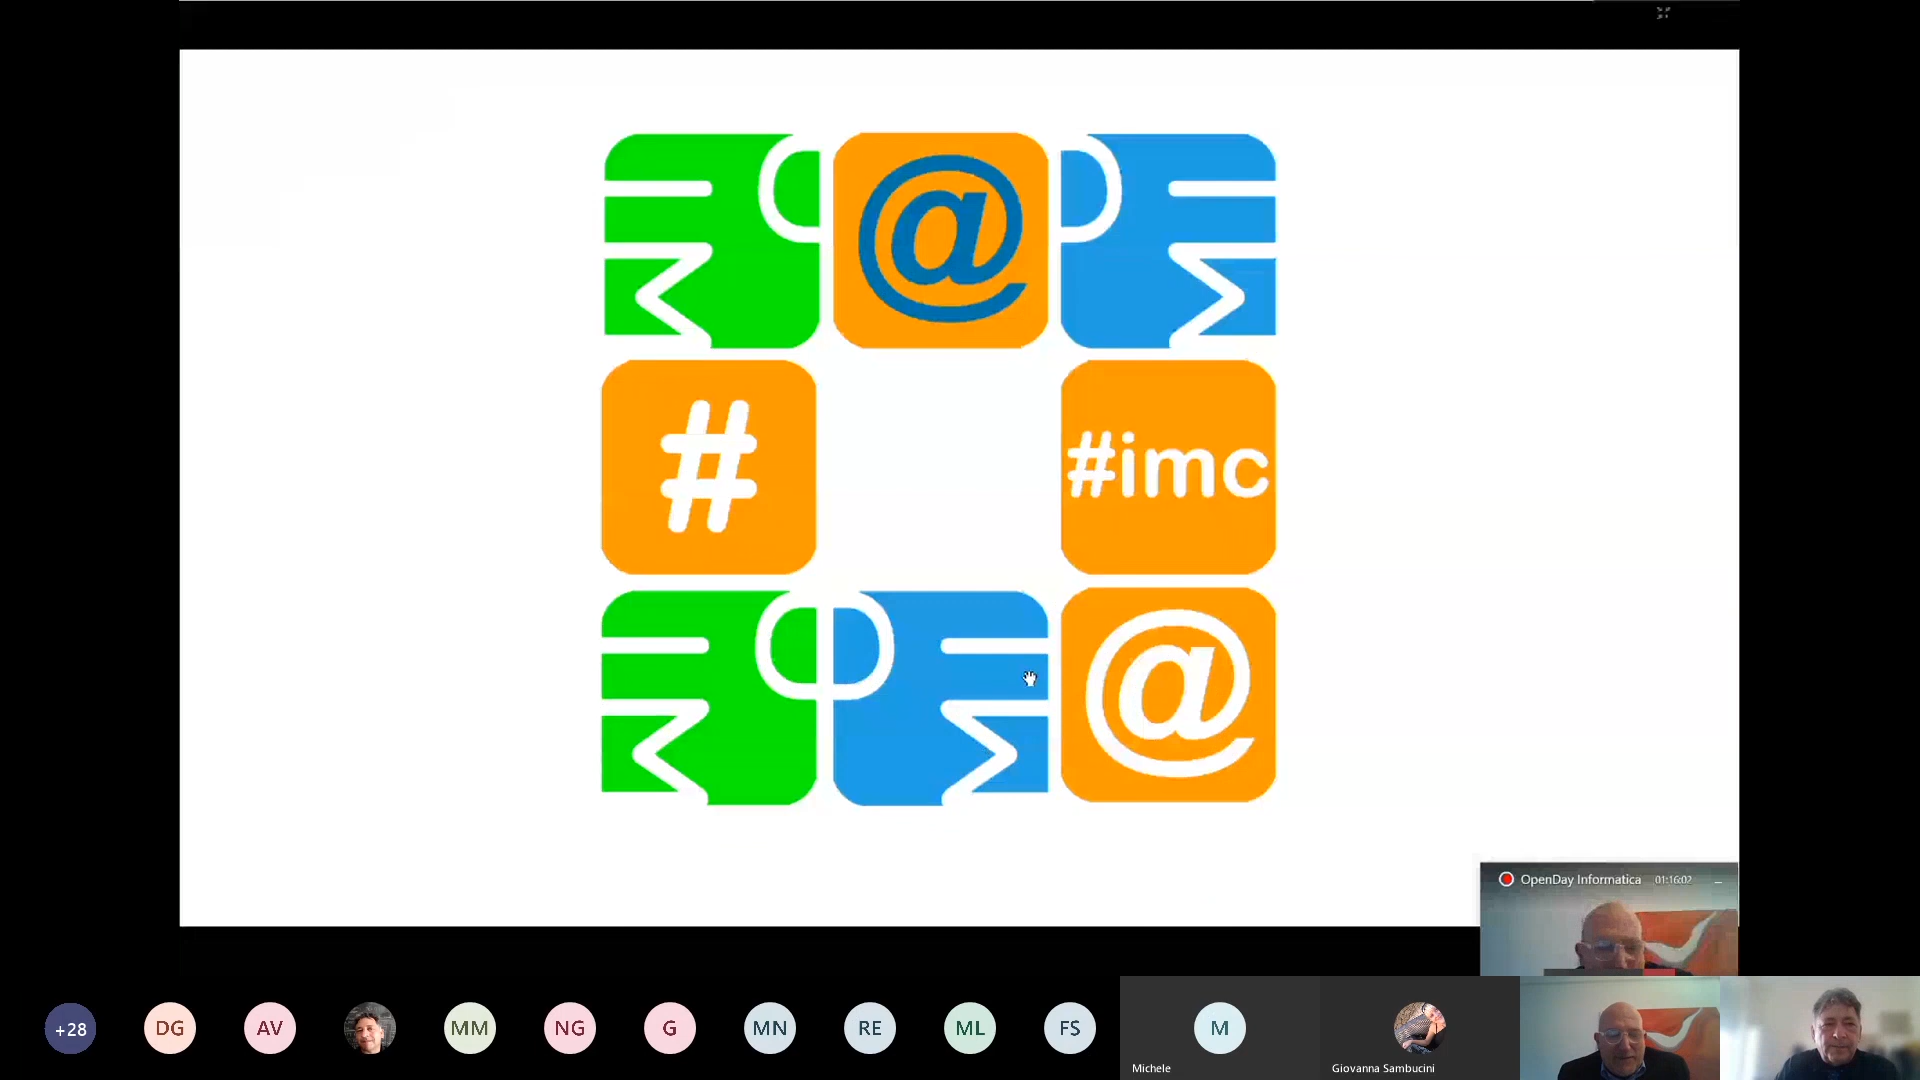 @
#
#imc
@
OpenDay Informatica 01:16:02
+28
DG
AV
MM
NG
G
MN
RE
ML
FS
M
Michele
Giovanna Sambucini